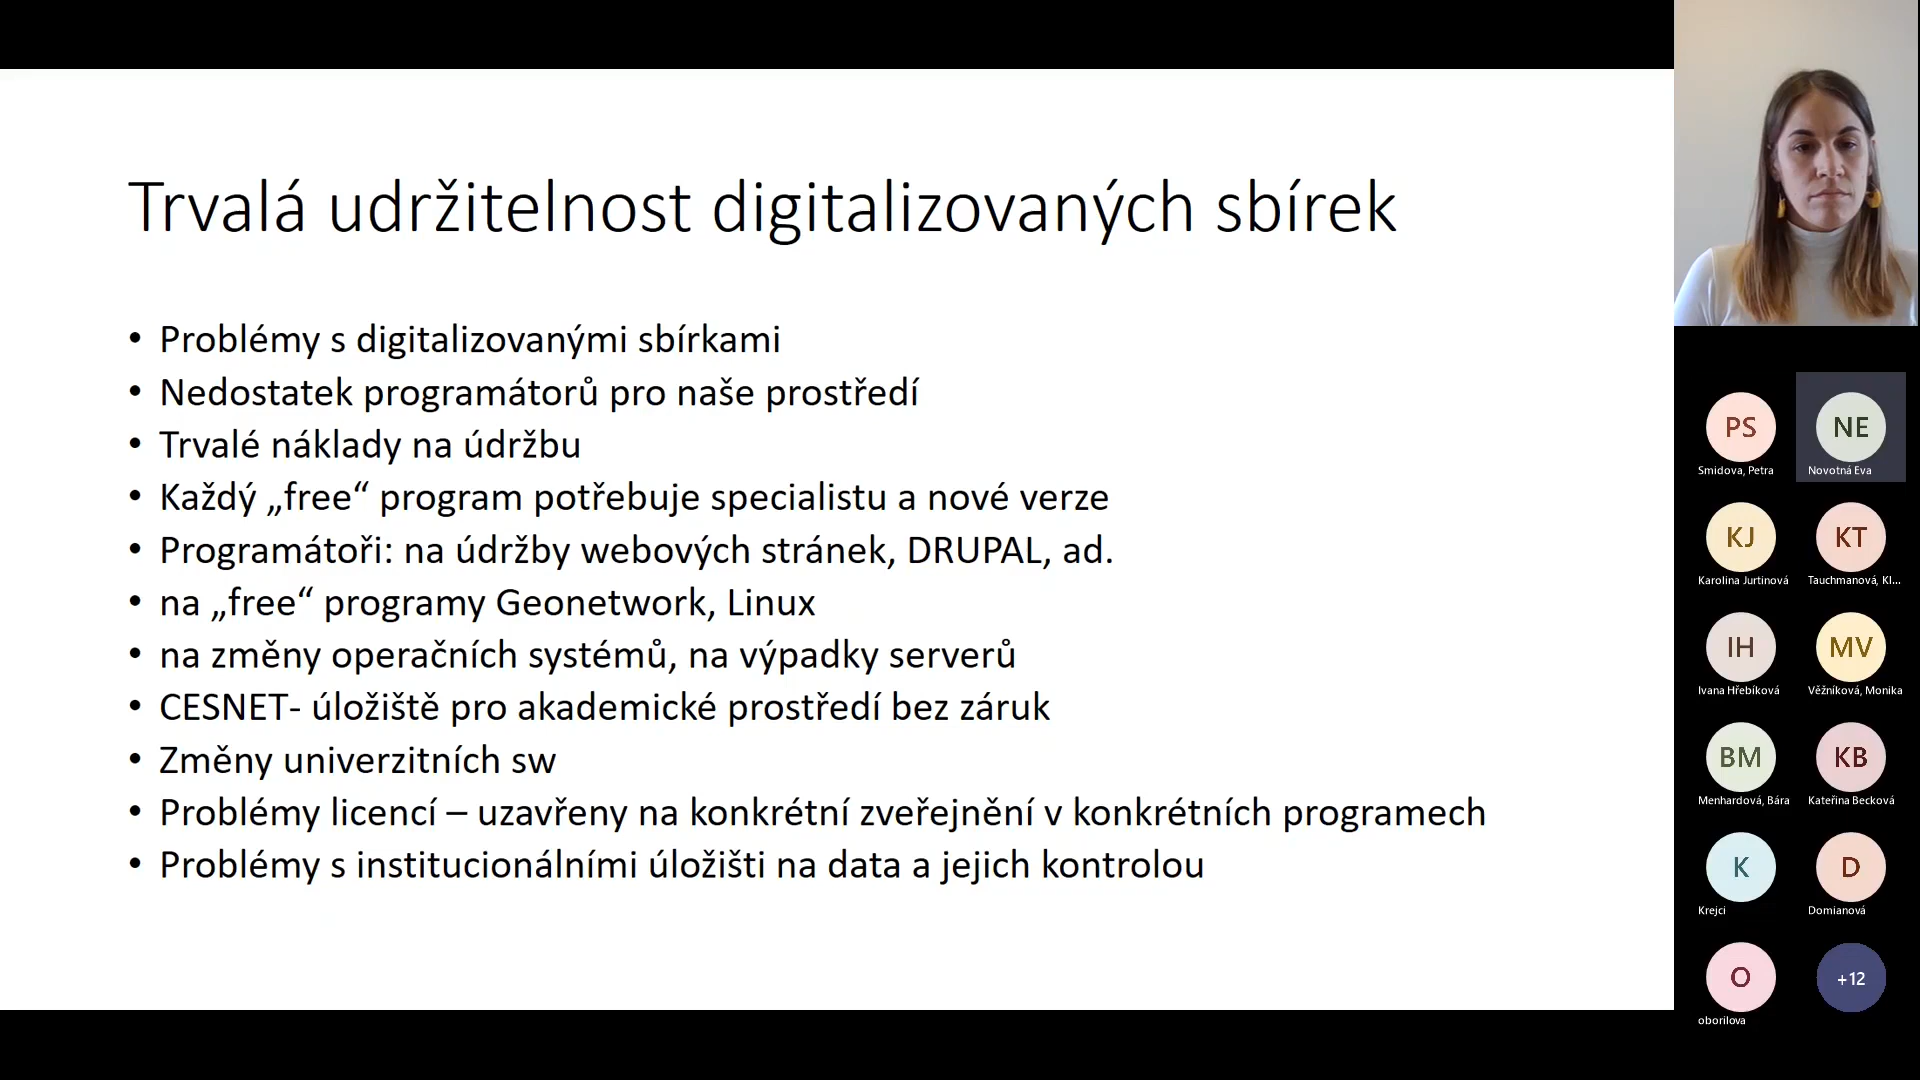 Trvalá udržitelnost digitalizovaných sbírek
• Problémy s digitalizovanými sbírkami
• Nedostatek programátorů pro naše prostředí
• Trvalé náklady na údržbu
• Každý „free“ program potřebuje specialistu a nové verze
• Programátoři: na údržby webových stránek, DRUPAL, ad.
• na „free“ programy Geonetwork, Linux
• na změny operačních systémů, na výpadky serverů
• CESNET- úložiště pro akademické prostředí bez záruk
• Změny univerzitních sw
• Problémy licencí – uzavřeny na konkrétní zveřejnění v konkrétních programech
• Problémy s institucionálními úložišti na data a jejich kontrolou
PS
Smidova, Petra
NE
Novotná Eva
KJ
Karolina Jurtinová
KT
Tauchmanová, Kl...
IH
Ivana Hřebíková
MV
Věžníková, Monika
BM
Menhardová, Bára
KB
Kateřina Becková
K
Krejci
D
Domianová
O
oborilova
+12